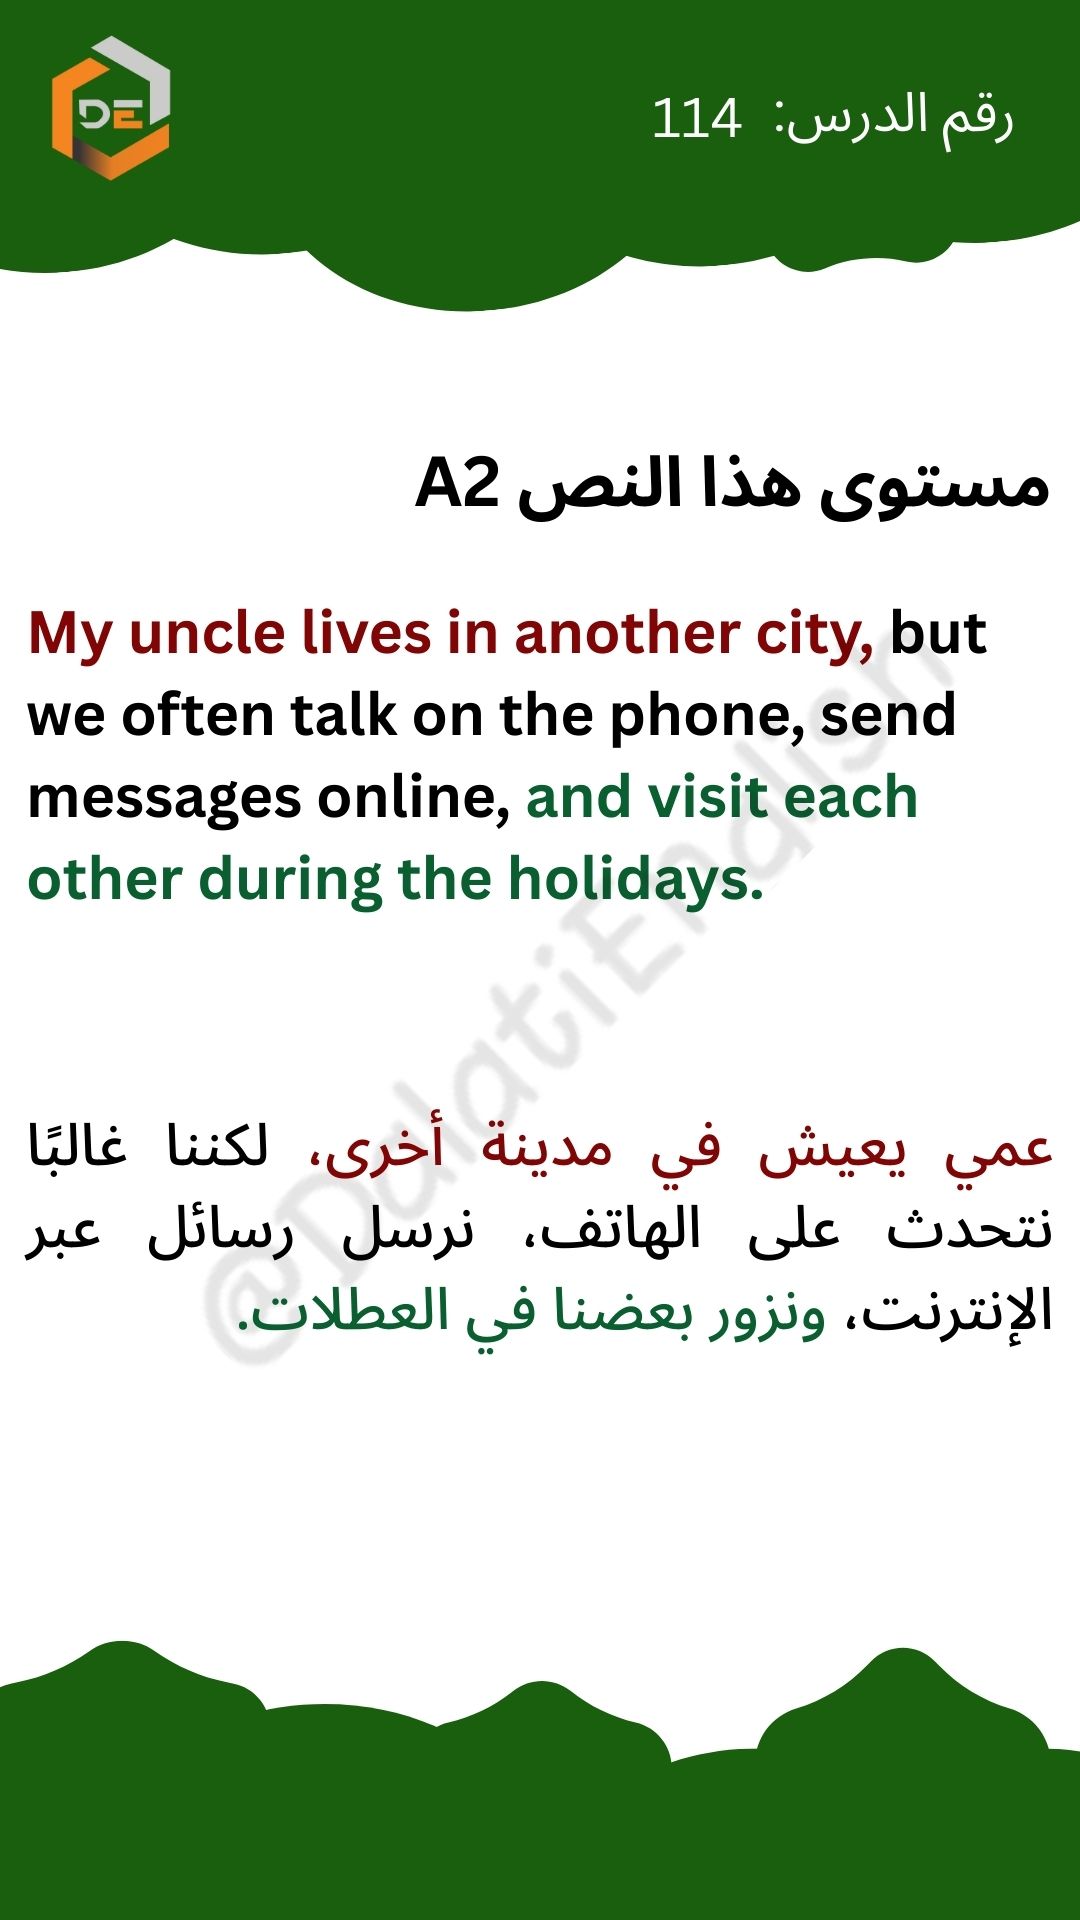 DE
رقم الدرس: 114
مستوى هذا النص A2
My uncle lives in another city, but
we often talk on the phone, send
messages online, and visit each
other during the holidays.
عمي يعيش في مدينة أخرى، لكننا غالبًا
نتحدث على الهاتف، نرسل رسائل عبر
الإنترنت، ونزور بعضنا في العطلات.
@DalatiEnglish